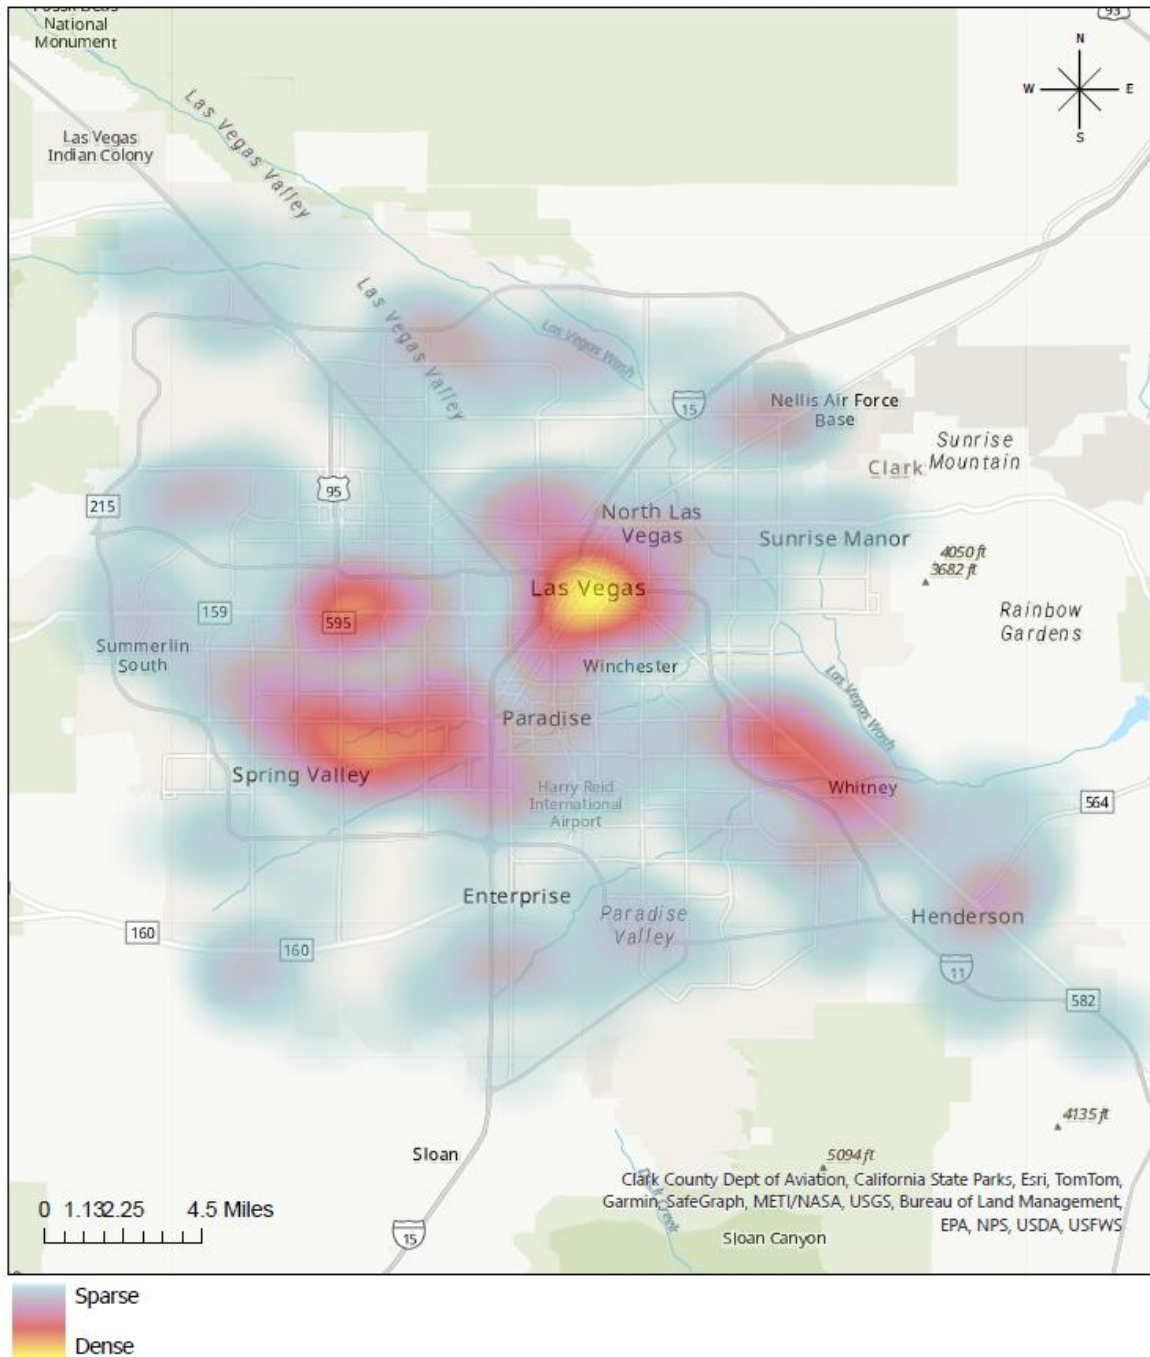 National
Monument
93
N
W
E
S
Las Vegas Valley
Las Vegas
Indian Colony
Las Vegas Valley
Las Vegas Wash
15
Nellis Air Force
Base
Sunrise
Mountain
Clark
95
215
North Las
Vegas
Sunrise Manor
4050 ft
3682 ft
Las Vegas
159
595
Rainbow
Gardens
Summerlin
South
Winchester
Las Vegas Wash
Paradise
Spring Valley
Whitney
Harry Reid
International
Airport
564
Enterprise
Paradise
Valley
Henderson
160
160
11
582
4135 ft
Sloan
5094 ft
Clark County Dept of Aviation, California State Parks, Esri, TomTom,
Garmin, SafeGraph, METI/NASA, USGS, Bureau of Land Management,
EPA, NPS, USDA, USFWS
0 1.132.25 4.5 Miles
15
Sloan Canyon
Sparse
Dense